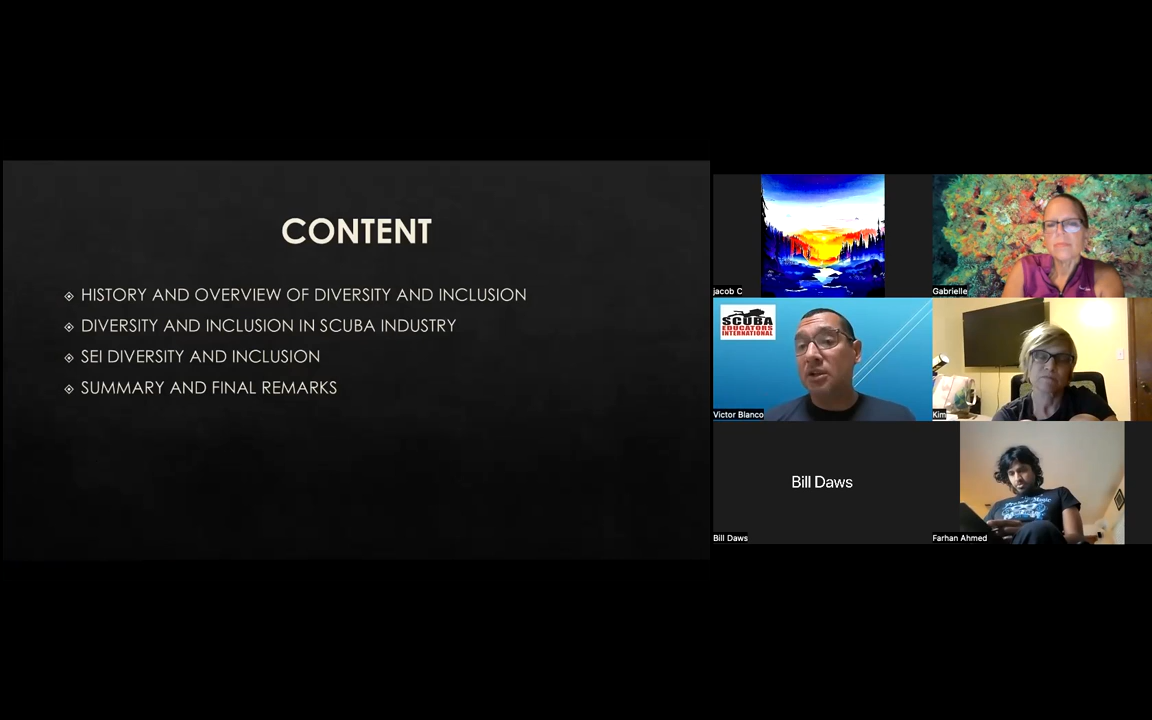 CONTENT
HISTORY AND OVERVIEW OF DIVERSITY AND INCLUSION
DIVERSITY AND INCLUSION IN SCUBA INDUSTRY
SEI DIVERSITY AND INCLUSION
SUMMARY AND FINAL REMARKS
jacob C
Gabrielle
SCUBA
EDUCATORS
INTERNATIONAL
Victor Blanco
Kim
Bill Daws
Bill Daws
Farhan Ahmed